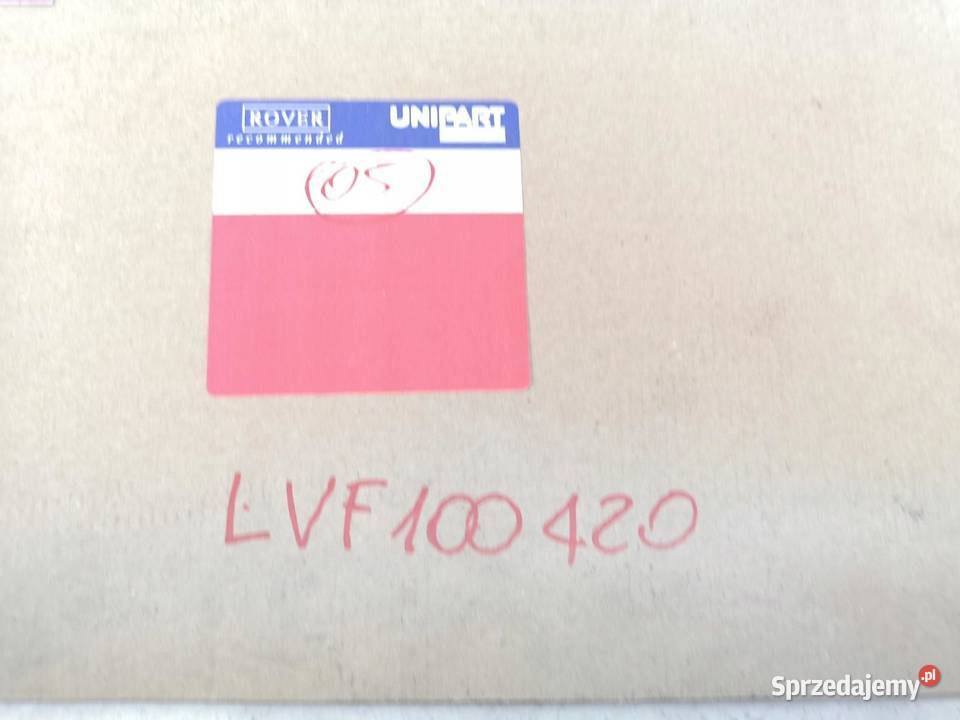 ROVER
recommended
UNIPART
05
LVF100420
Sprzedajemy.pl